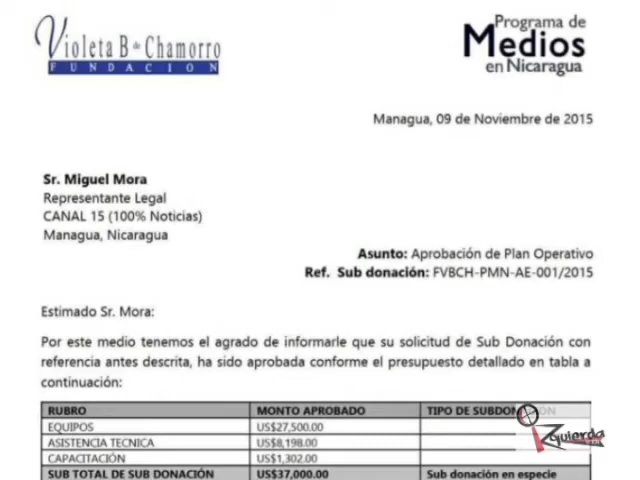 Violeta B de Chamorro
FUNDACION
Programa de
Medios
en Nicaragua
Managua, 09 de Noviembre de 2015
Sr. Miguel Mora
Representante Legal
CANAL 15 (100% Noticias)
Managua, Nicaragua
Asunto: Aprobación de Plan Operativo
Ref. Sub donación: FVBCH-PMN-AE-001/2015
Estimado Sr. Mora:
Por este medio tenemos el agrado de informarle que su solicitud de Sub Donación con
referencia antes descrita, ha sido aprobada conforme el presupuesto detallado en tabla a
continuación:
RUBRO MONTO APROBADO TIPO DE
EQUIPOS US$27,500.00
ASISTENCIA TECNICA US$8,198.00
CAPACITACIÓN US$1,302.00
SUB TOTAL DE SUB DONACIÓN US$37,000.00 Sub donación en especie